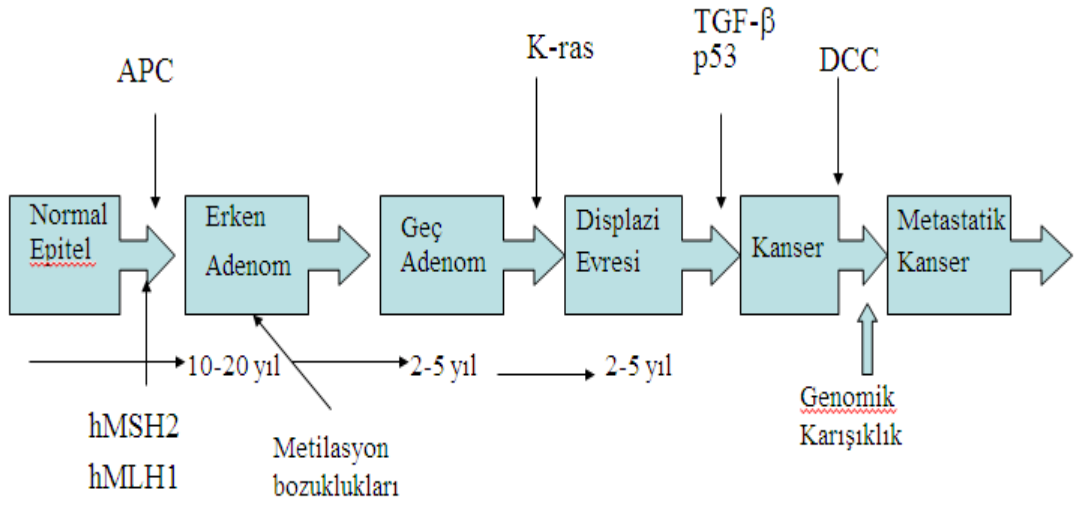 APC
K-ras
TGF-β
p53
DCC
Normal
Epitel
Erken
Adenom
Geç
Adenom
Displazi
Evresi
Kanser
Metastatik
Kanser
10-20 yıl
2-5 yıl
2-5 yıl
hMSH2
hMLH1
Metilasyon
bozuklukları
Genomik
Karışıklık